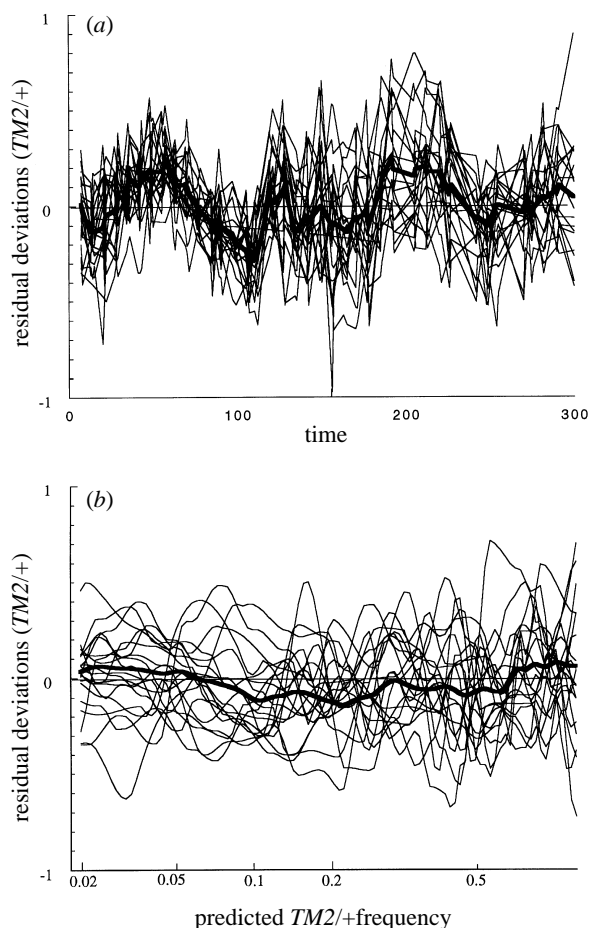 (a)
1
0
-1
residual deviations (TM2/+)
0 100 200 300
time
(b)
1
0
-1
residual deviations (TM2/+)
0.02 0.05 0.1 0.2 0.5
predicted TM2/+frequency